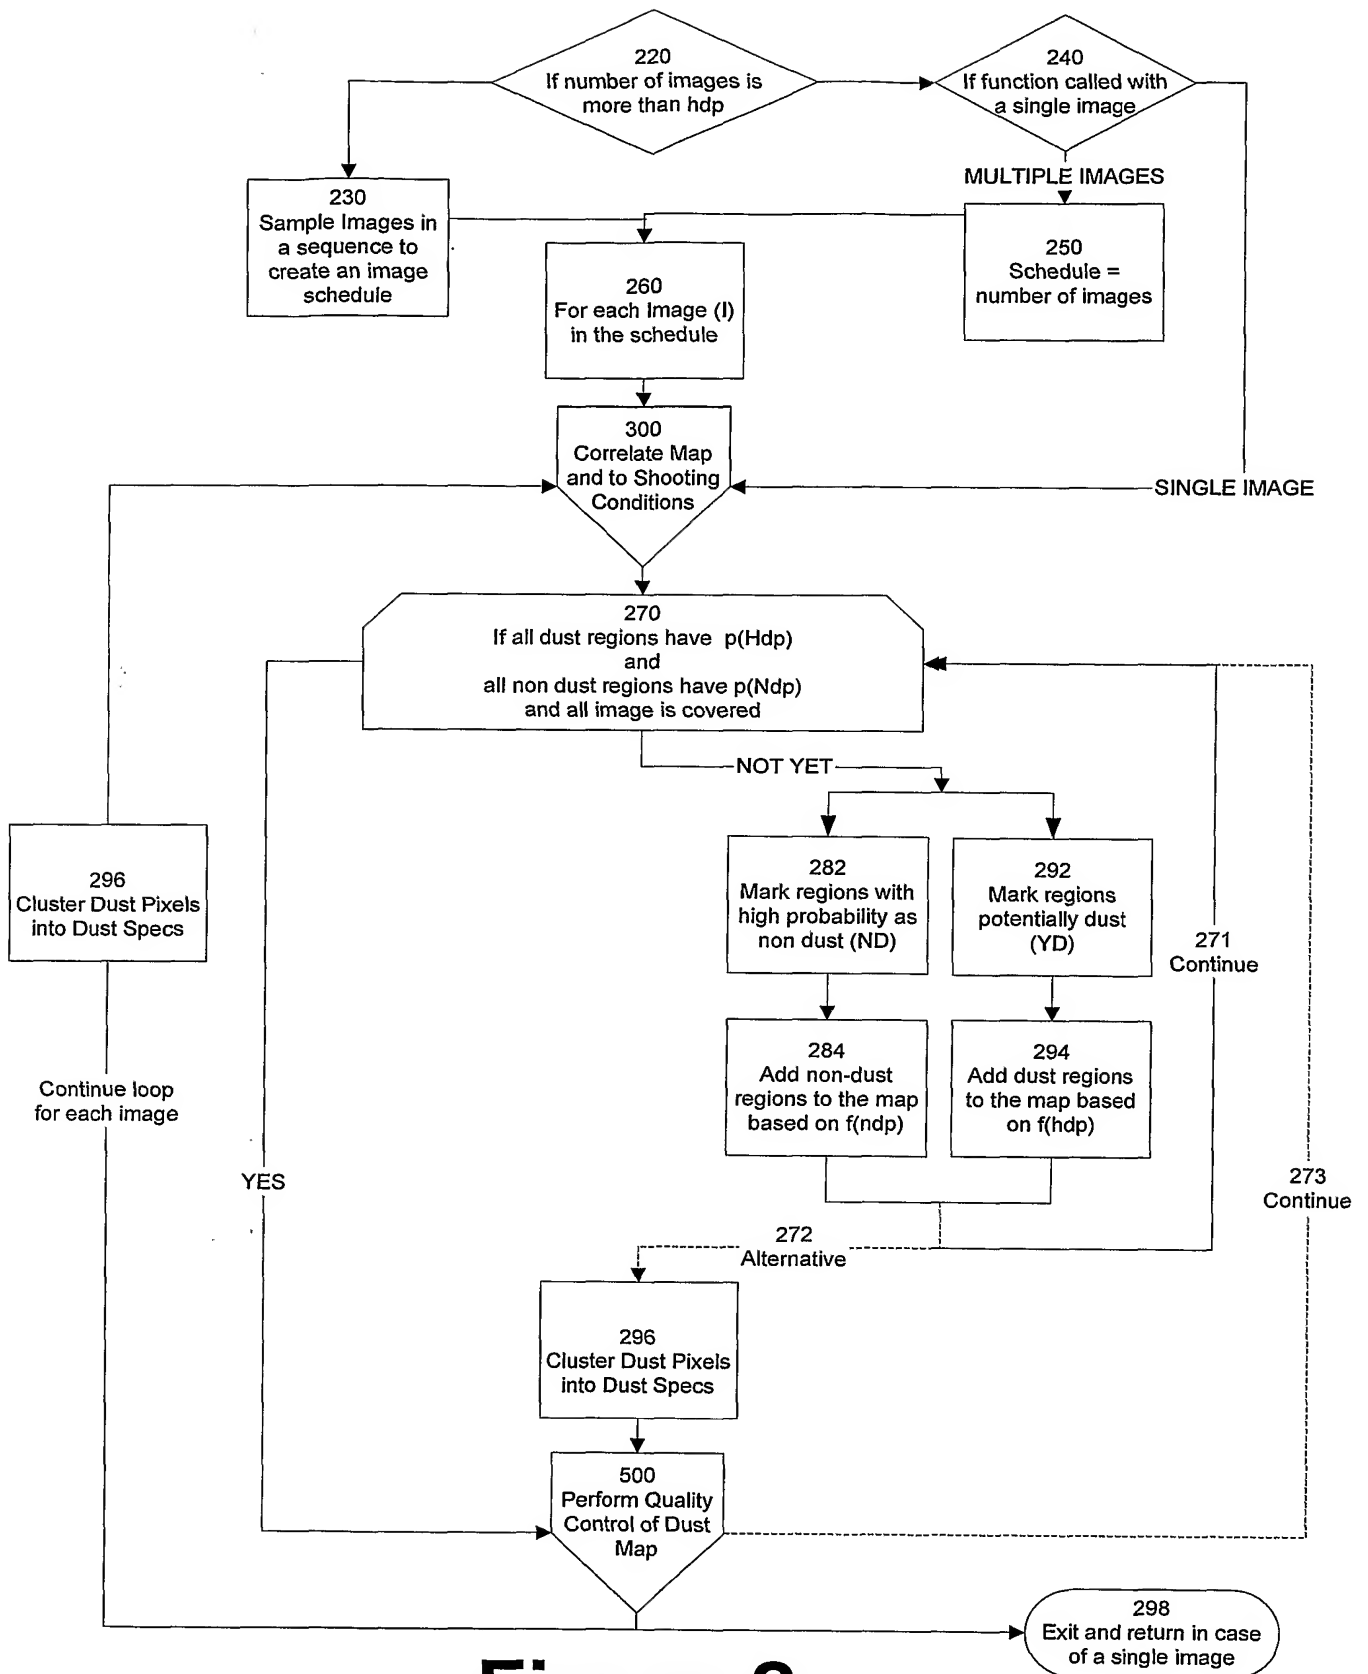 220
If number of images is
more than hdp
240
If function called with
a single image
MULTIPLE IMAGES
230
Sample Images in
a sequence to
create an image
schedule
250
Schedule =
number of images
260
For each Image (I)
in the schedule
300
Correlate Map
and to Shooting
Conditions
SINGLE IMAGE
270
If all dust regions have p(Hdp)
and
all non dust regions have p(Ndp)
and all image is covered
NOT YET
282
Mark regions with
high probability as
non dust (ND)
292
Mark regions
potentially dust
(YD)
296
Cluster Dust Pixels
into Dust Specs
271
Continue
284
Add non-dust
regions to the map
based on f(ndp)
294
Add dust regions
to the map based
on f(hdp)
Continue loop
for each image
YES
273
Continue
272
Alternative
296
Cluster Dust Pixels
into Dust Specs
500
Perform Quality
Control of Dust
Map
298
Exit and return in case
of a single image